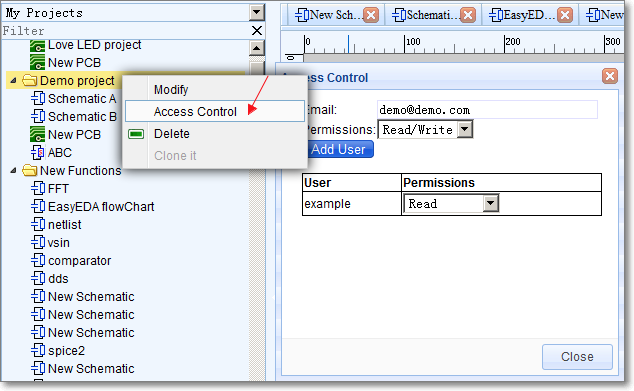 My Projects
Filter
Love LED project
New PCB
Demo project
Schematic A
Schematic B
New PCB
ABC
New Functions
FFT
EasyEDA flowChart
netlist
vsin
comparator
dds
New Schematic
New Schematic
New Schematic
spice2
New Schematic
Modify
Access Control
Delete
Clone it
New Sch...
Schemati...
EasyED...
New
0
100
200
300
0
Access Control
Email:
demo@demo.com
Permissions:
Read/Write
Add User
User
Permissions
example
Read
Close